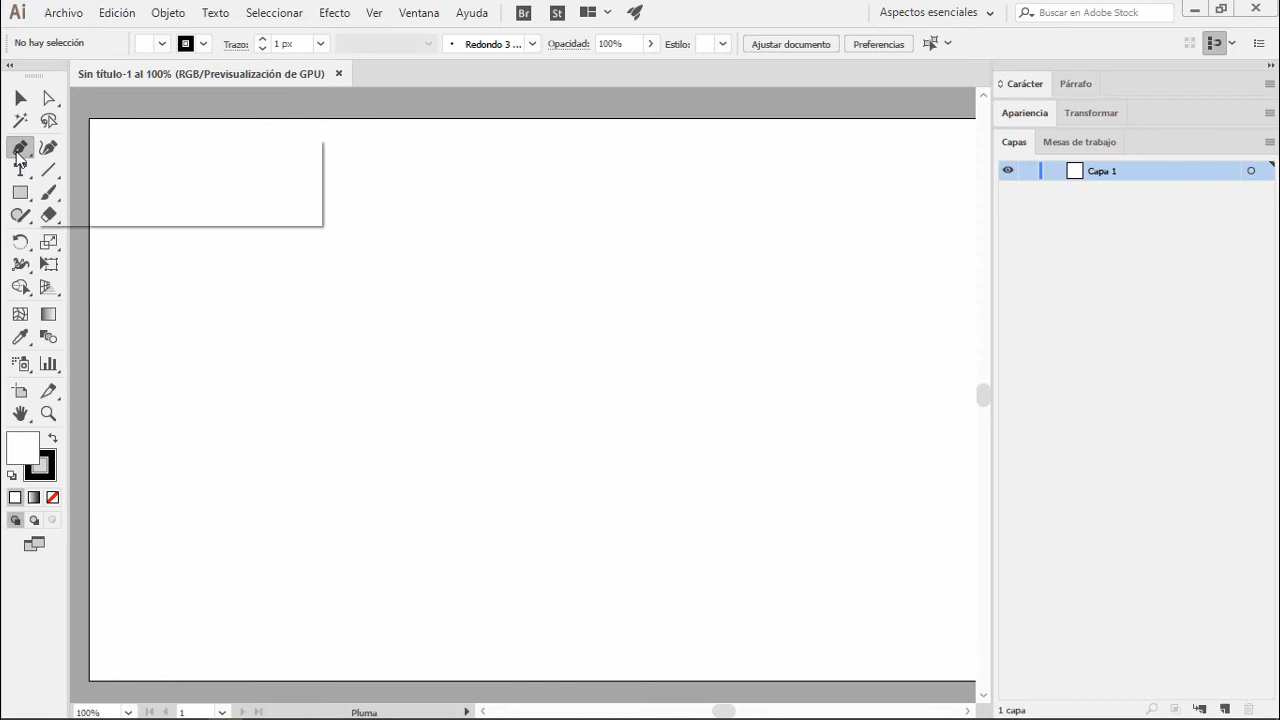 Ai Archivo Edición Objeto Texto Seleccionar Efecto Ver Ventana Ayuda Br St Aspectos esenciales Buscar en Adobe Stock
No hay selección Trazo: 1 px Redondo 3 ... Opacidad: 100% Estilo: Ajustar documento Preferencias
Sin título-1 al 100% (RGB/Previsualización de GPU)
Carácter Párrafo
Apariencia Transformar
Capas Mesas de trabajo
Capa 1
100% 1 Pluma 1 capa